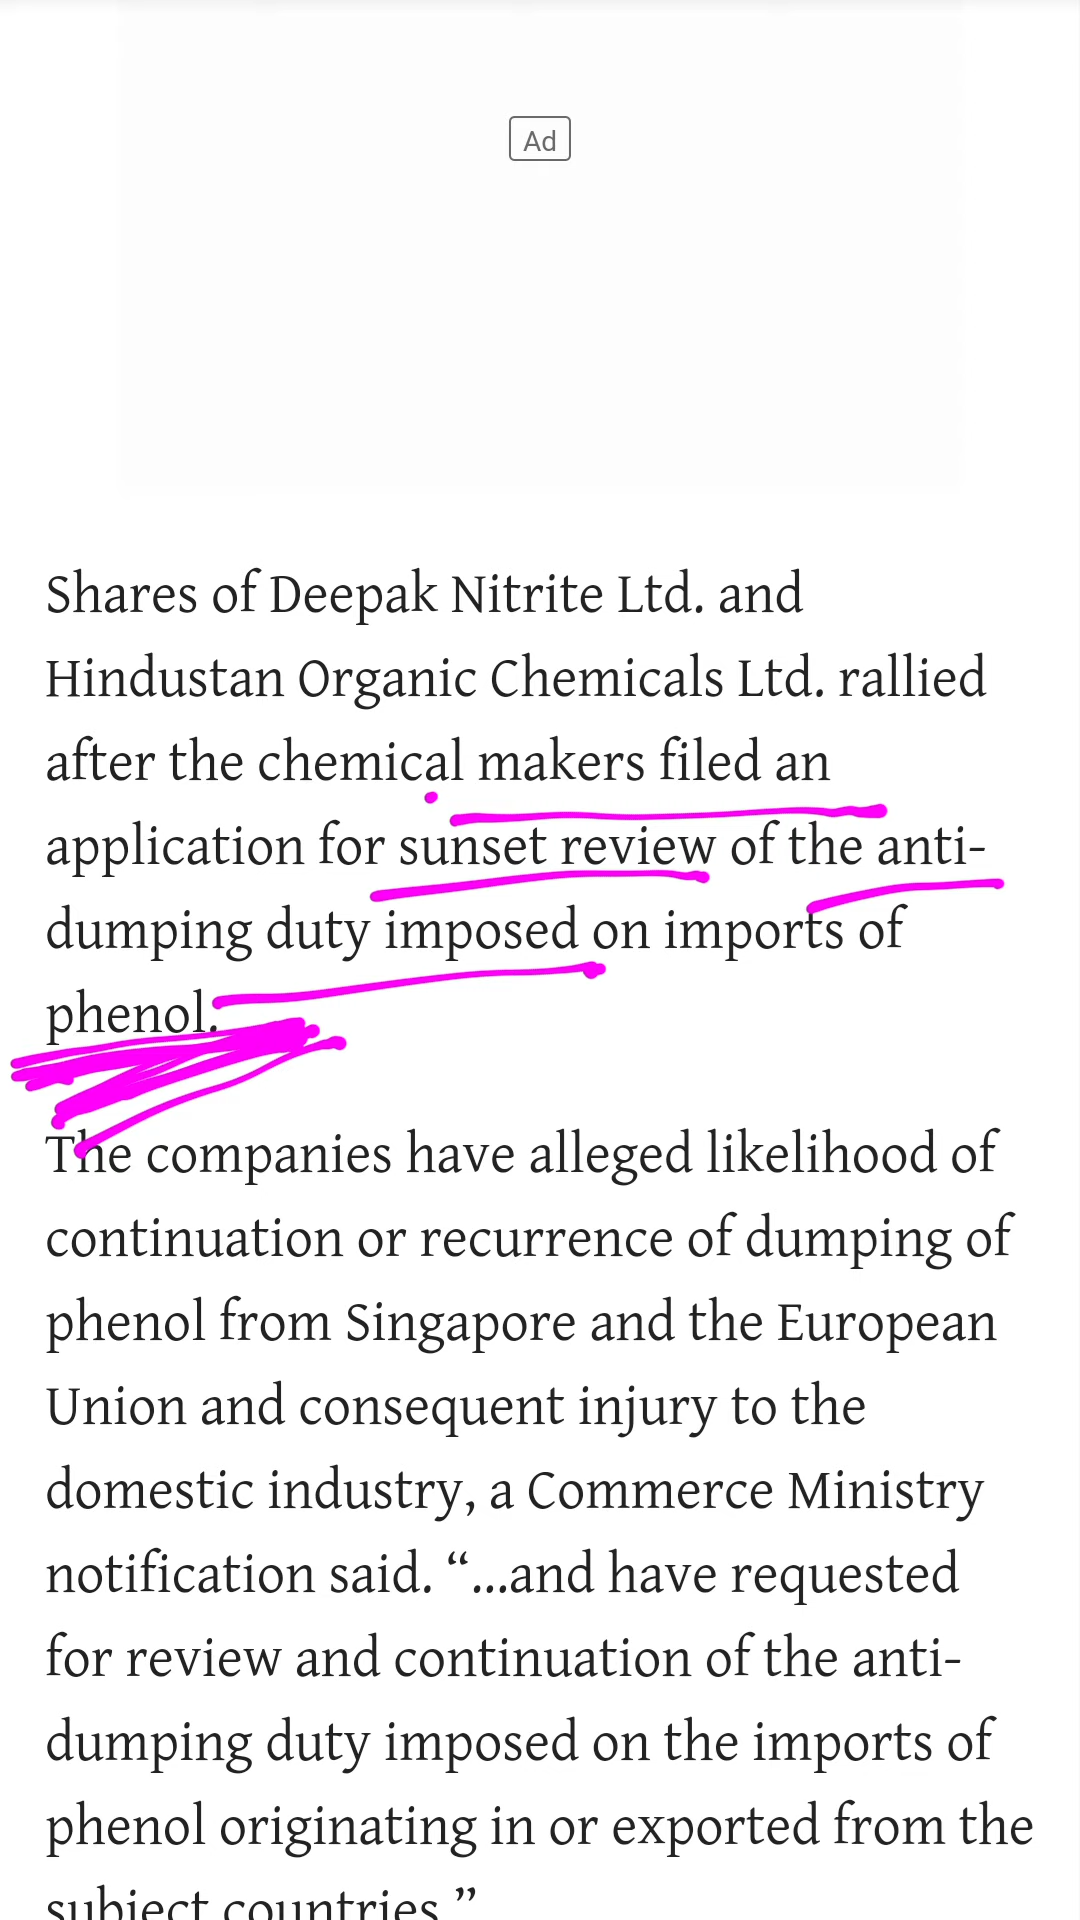 Ad
Shares of Deepak Nitrite Ltd. and
Hindustan Organic Chemicals Ltd. rallied
after the chemical makers filed an
application for sunset review of the anti-
dumping duty imposed on imports of
phenol.
The companies have alleged likelihood of
continuation or recurrence of dumping of
phenol from Singapore and the European
Union and consequent injury to the
domestic industry, a Commerce Ministry
notification said. “...and have requested
for review and continuation of the anti-
dumping duty imposed on the imports of
phenol originating in or exported from the
subject countries.”